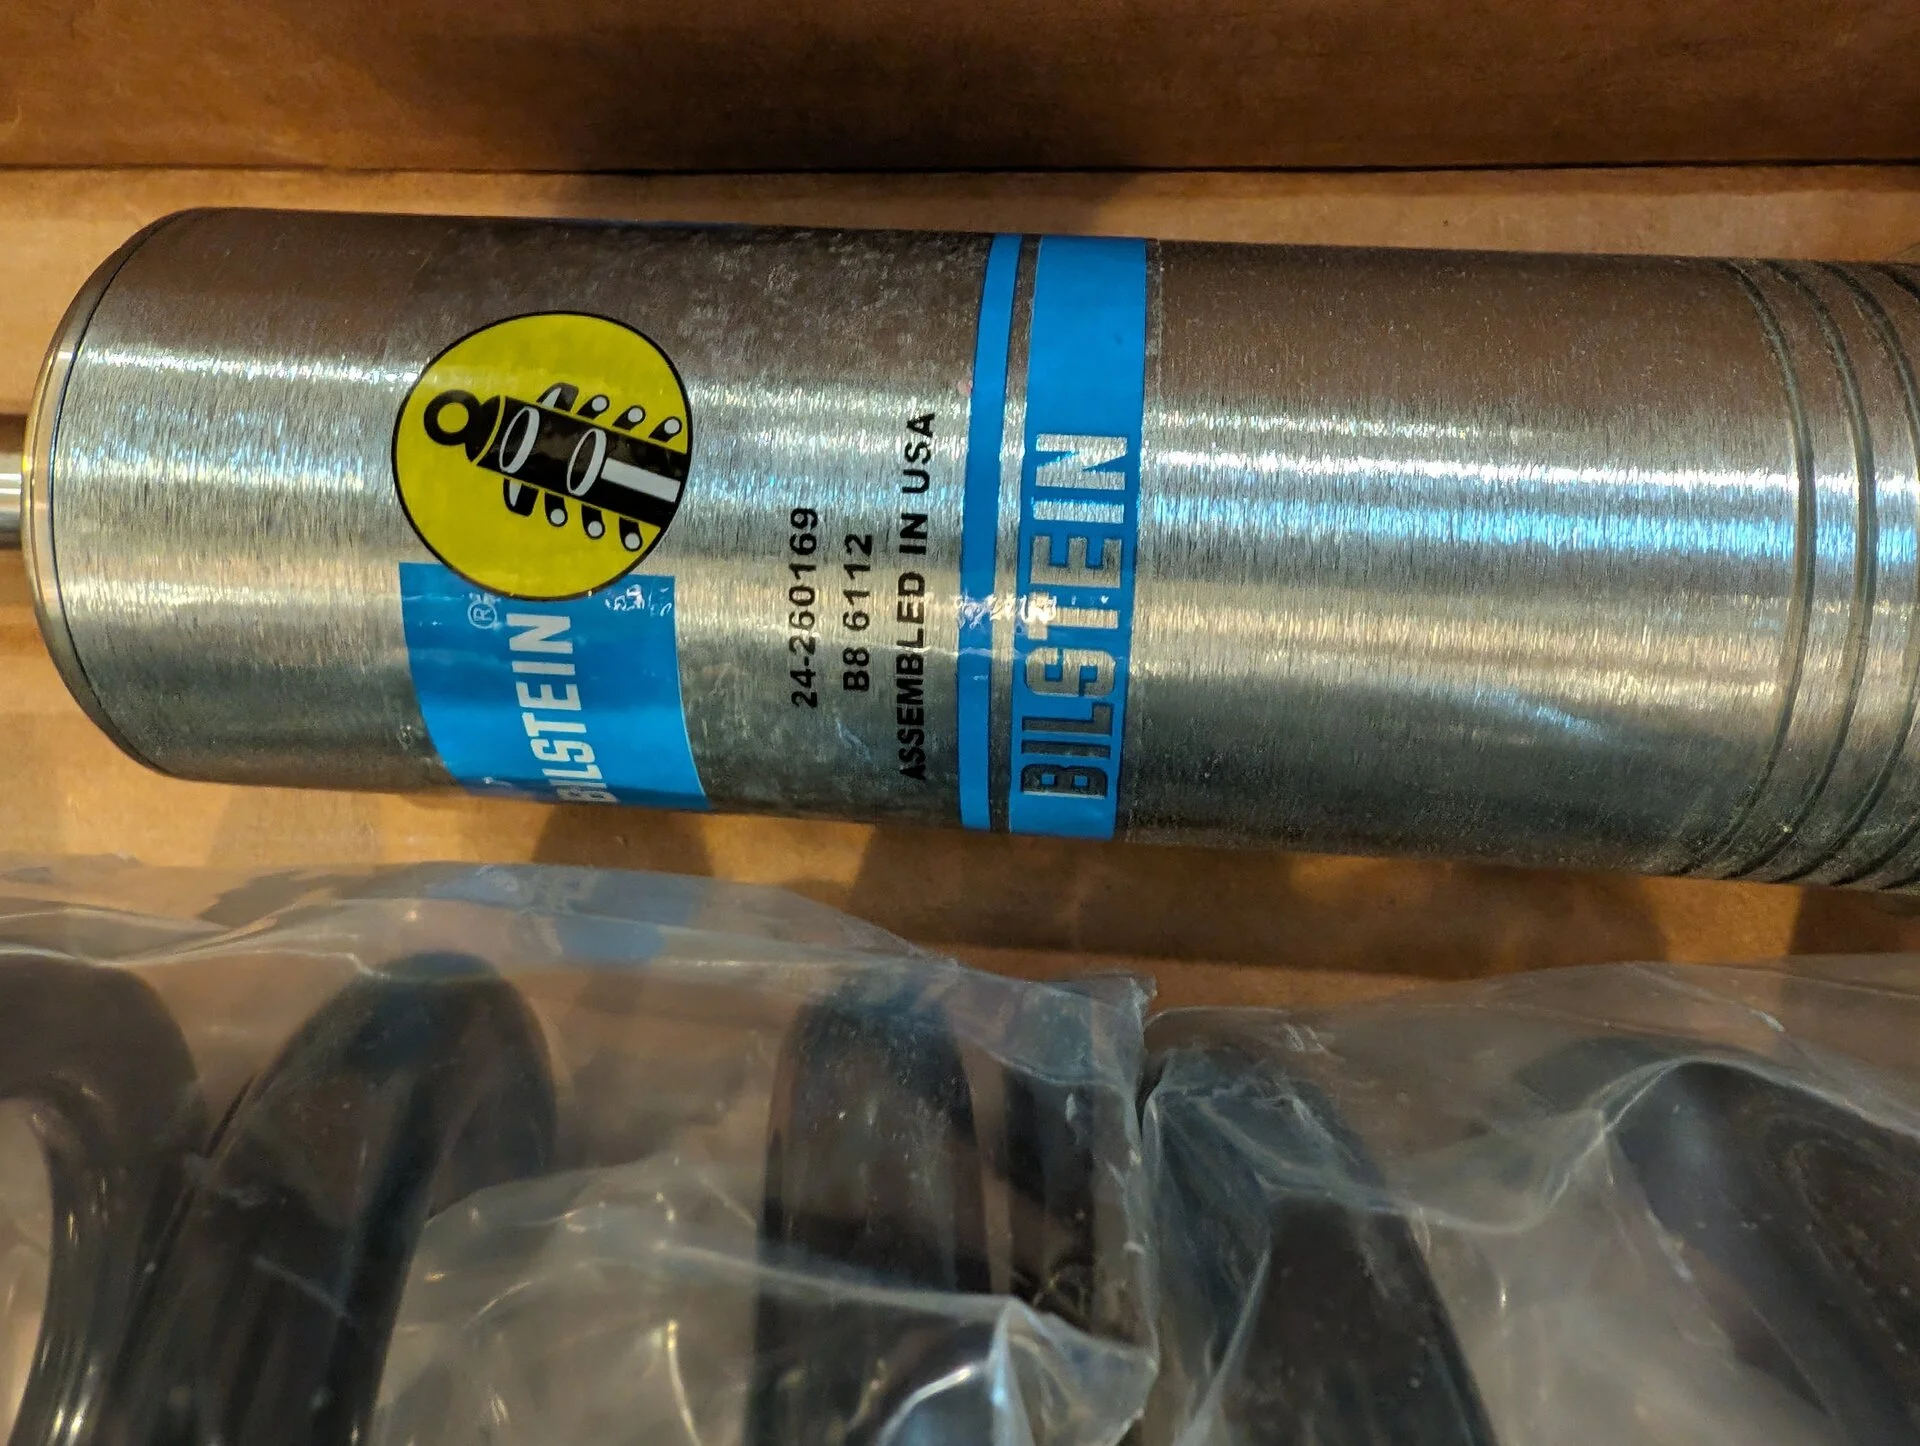 BILSTEIN®
24-260169
B8 6112
ASSEMBLED IN USA
BILSTEIN